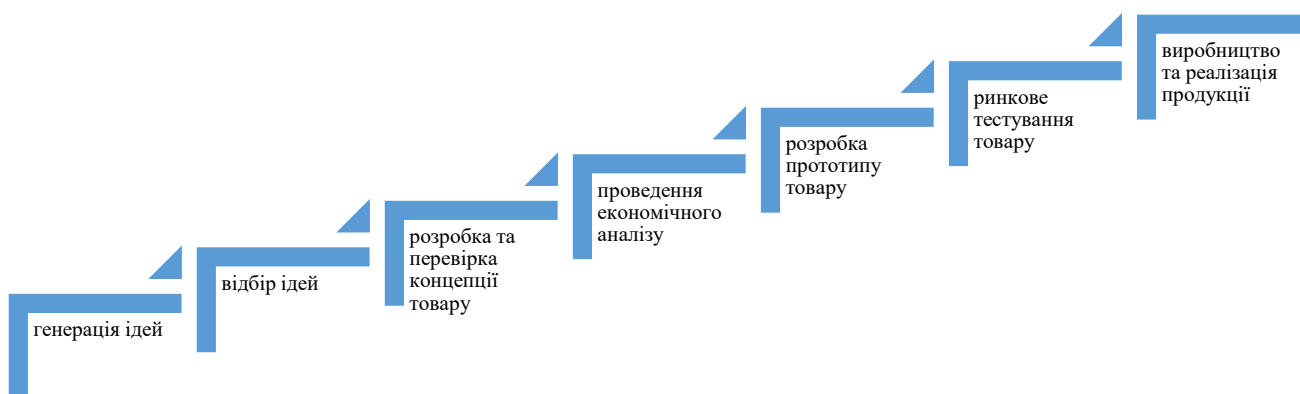 генерація ідей
відбір ідей
розробка та
перевірка
концепції
товару
проведення
економічного
аналізу
розробка
прототипу
товару
ринкове
тестування
товару
виробництво
та реалізація
продукції